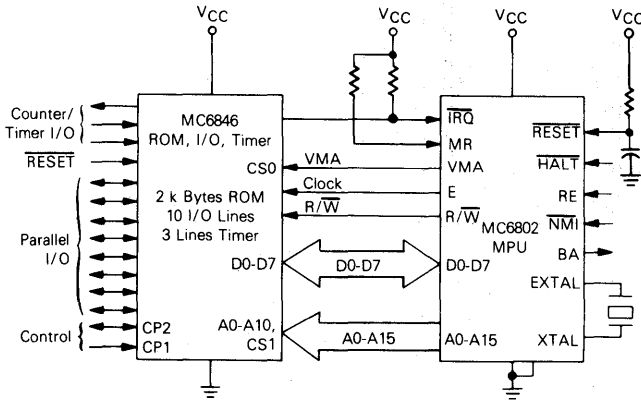 VCC
VCC
VCC
VCC
Counter/
Timer I/O
RESET
Parallel
I/O
Control
MC6846
ROM, I/O, Timer
CS0
2 k Bytes ROM
10 I/O Lines
3 Lines Timer
D0-D7
A0-A10,
CS1
CP2
CP1
VMA
Clock
R/W
D0-D7
A0-A15
IRQ
MR
VMA
E
R/W
MC6802
MPU
D0-D7
A0-A15
RESET
HALT
RE
NMI
BA
EXTAL
XTAL